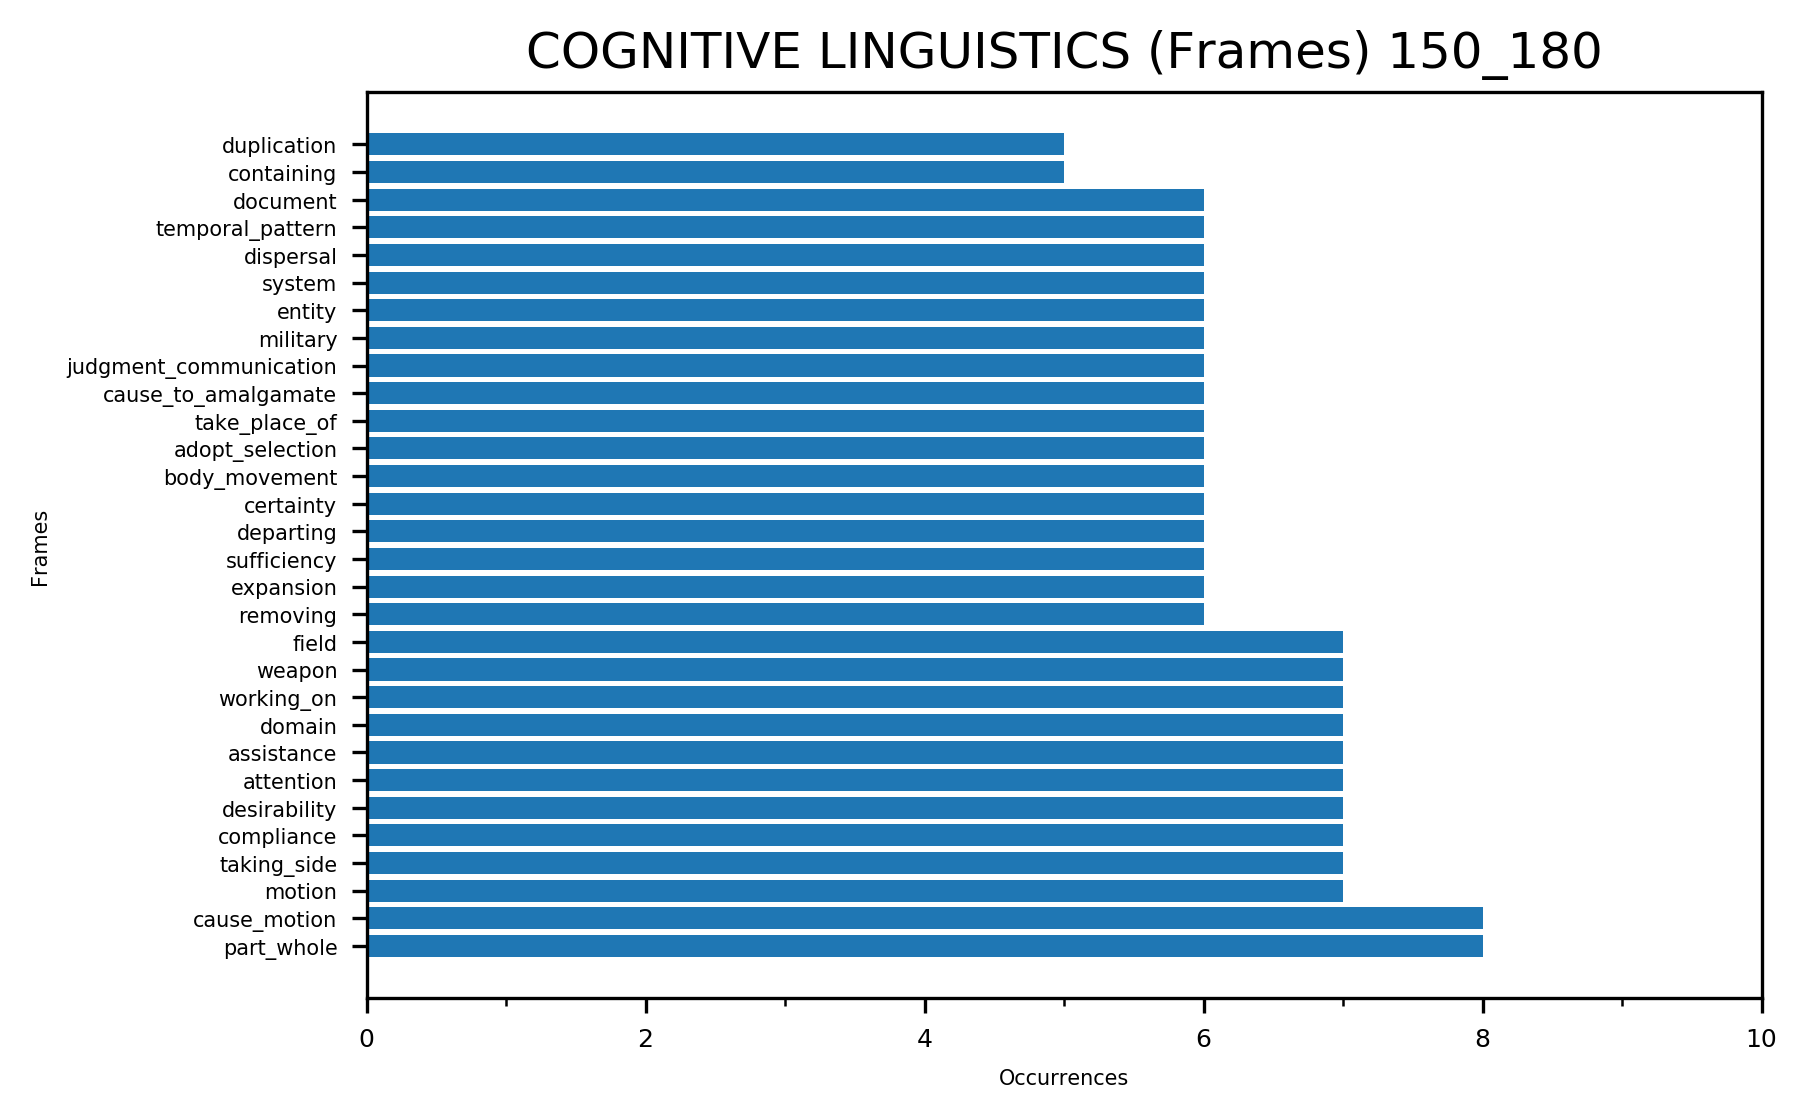 COGNITIVE LINGUISTICS (Frames) 150_180
duplication
containing
document
temporal_pattern
dispersal
system
entity
military
judgment_communication
cause_to_amalgamate
take_place_of
adopt_selection
body_movement
certainty
departing
sufficiency
expansion
removing
field
weapon
working_on
domain
assistance
attention
desirability
compliance
taking_side
motion
cause_motion
part_whole
Frames
0 2 4 6 8 10
Occurrences